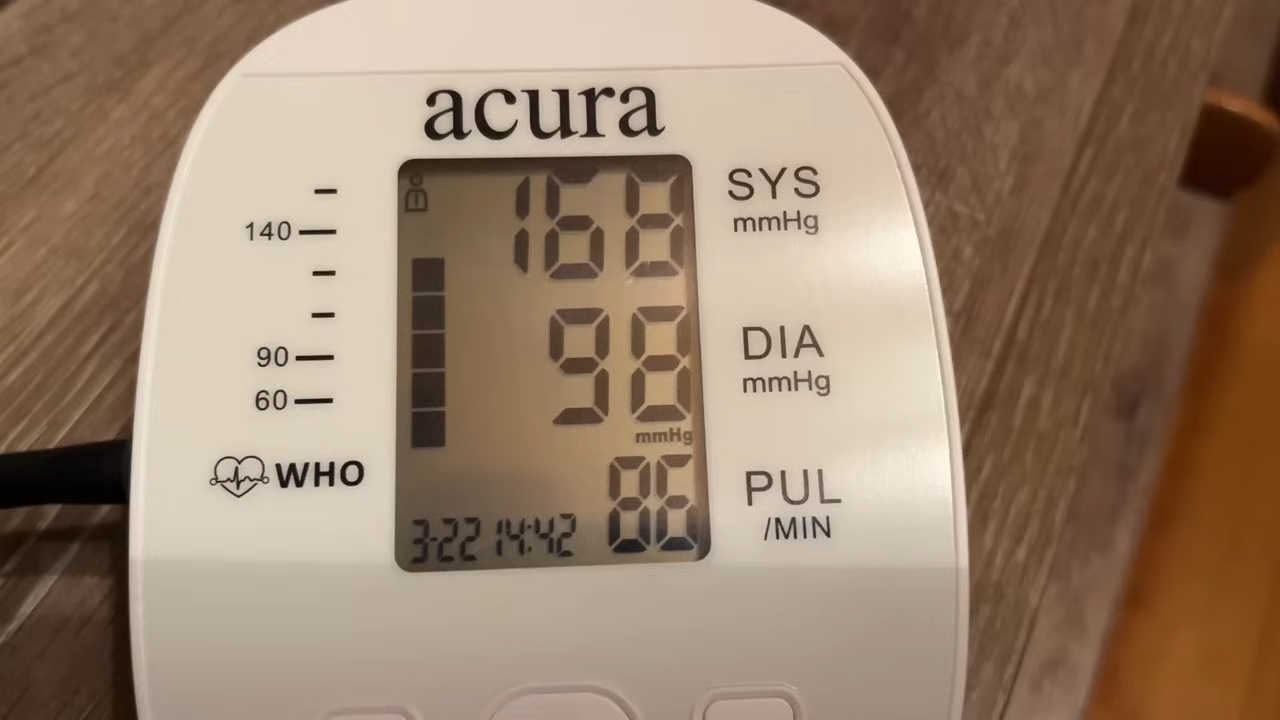 acura
168
SYS
mmHg
140
98
DIA
mmHg
90
60
mmHg
WHO
86
PUL
/MIN
3-22 14:42